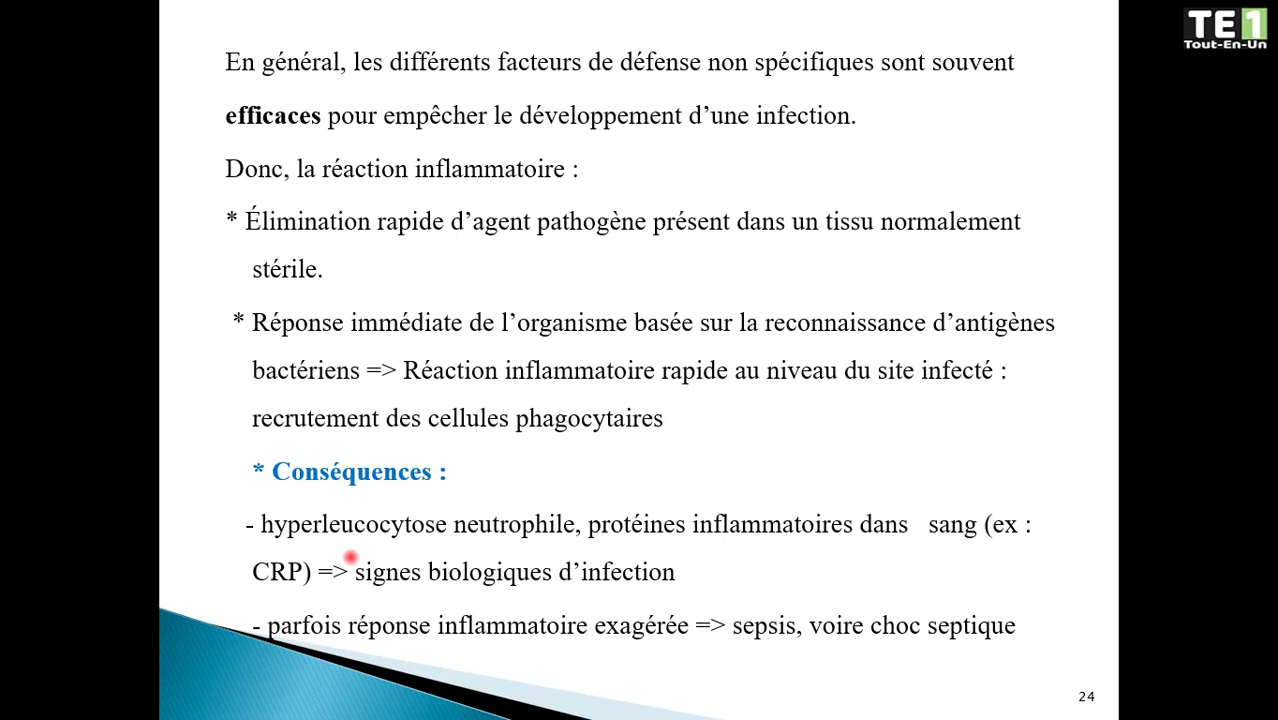 TE1
Tout-En-Un
En général, les différents facteurs de défense non spécifiques sont souvent
efficaces pour empêcher le développement d’une infection.
Donc, la réaction inflammatoire :
* Élimination rapide d’agent pathogène présent dans un tissu normalement
stérile.
* Réponse immédiate de l’organisme basée sur la reconnaissance d’antigènes
bactériens => Réaction inflammatoire rapide au niveau du site infecté :
recrutement des cellules phagocytaires
* Conséquences :
- hyperleucocytose neutrophile, protéines inflammatoires dans sang (ex :
CRP) => signes biologiques d’infection
- parfois réponse inflammatoire exagérée => sepsis, voire choc septique
24